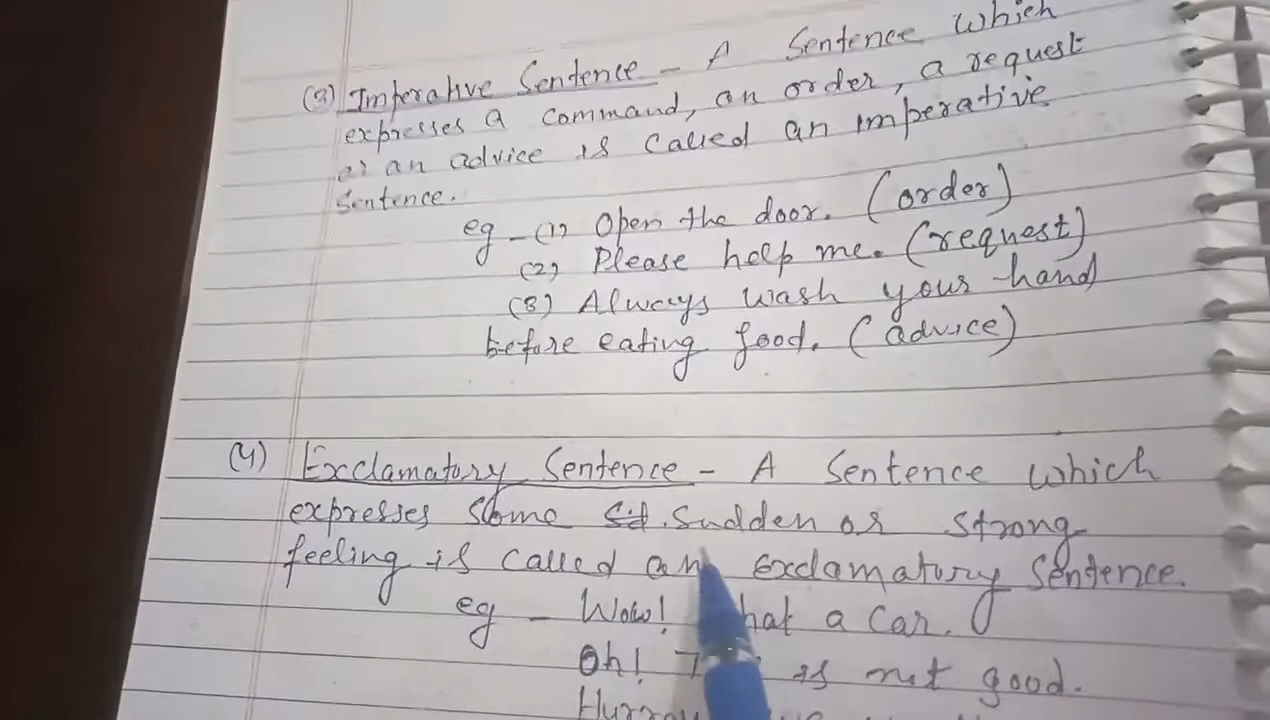 (3) Imperative Sentence - A Sentence which
expresses a command, an order, a request
or an advice is called an imperative
sentence.
eg - (1) Open the door. (order)
(2) Please help me. (request)
(3) Always wash your hand
before eating food. (advice)
(4) Exclamatory Sentence - A Sentence which
expresses some sudden or strong
feeling is called an exclamatory sentence.
eg - Wow! hat a car.
Oh! is not good.